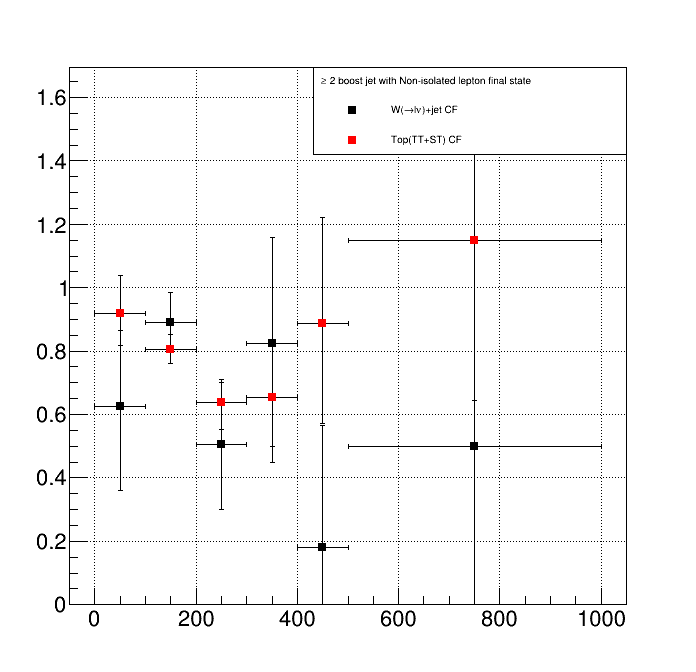 ≥ 2 boost jet with Non-isolated lepton final state
W(→lν)+jet CF
Top(TT+ST) CF
1.6
1.4
1.2
1
0.8
0.6
0.4
0.2
0
0 200 400 600 800 1000